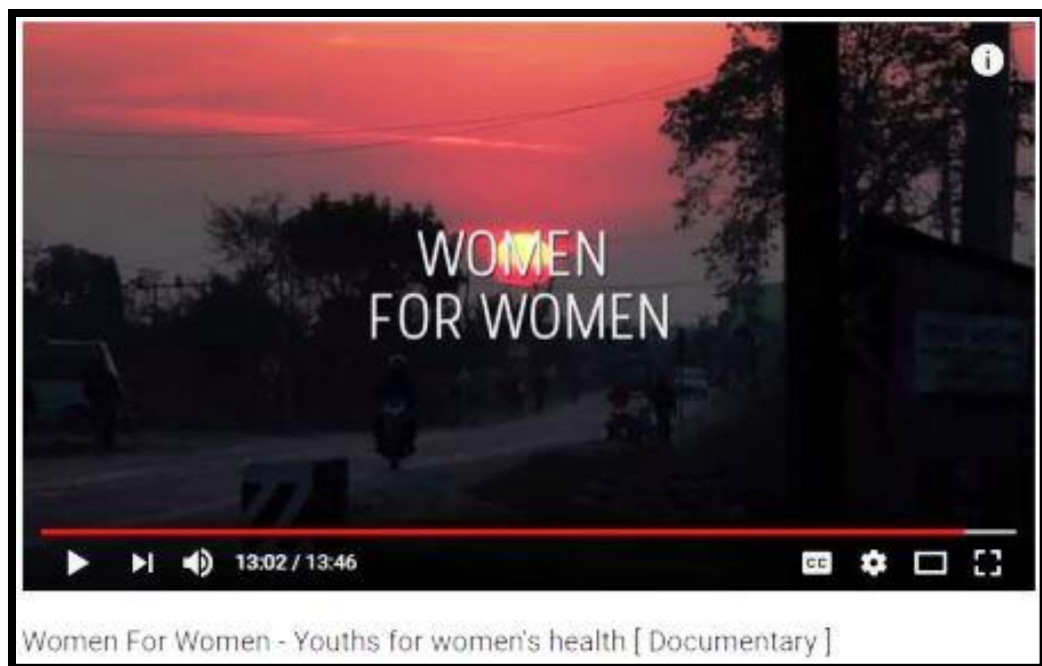 i
WOMEN
FOR WOMEN
13:02 / 13:46
CC
Women For Women - Youths for women's health [ Documentary ]